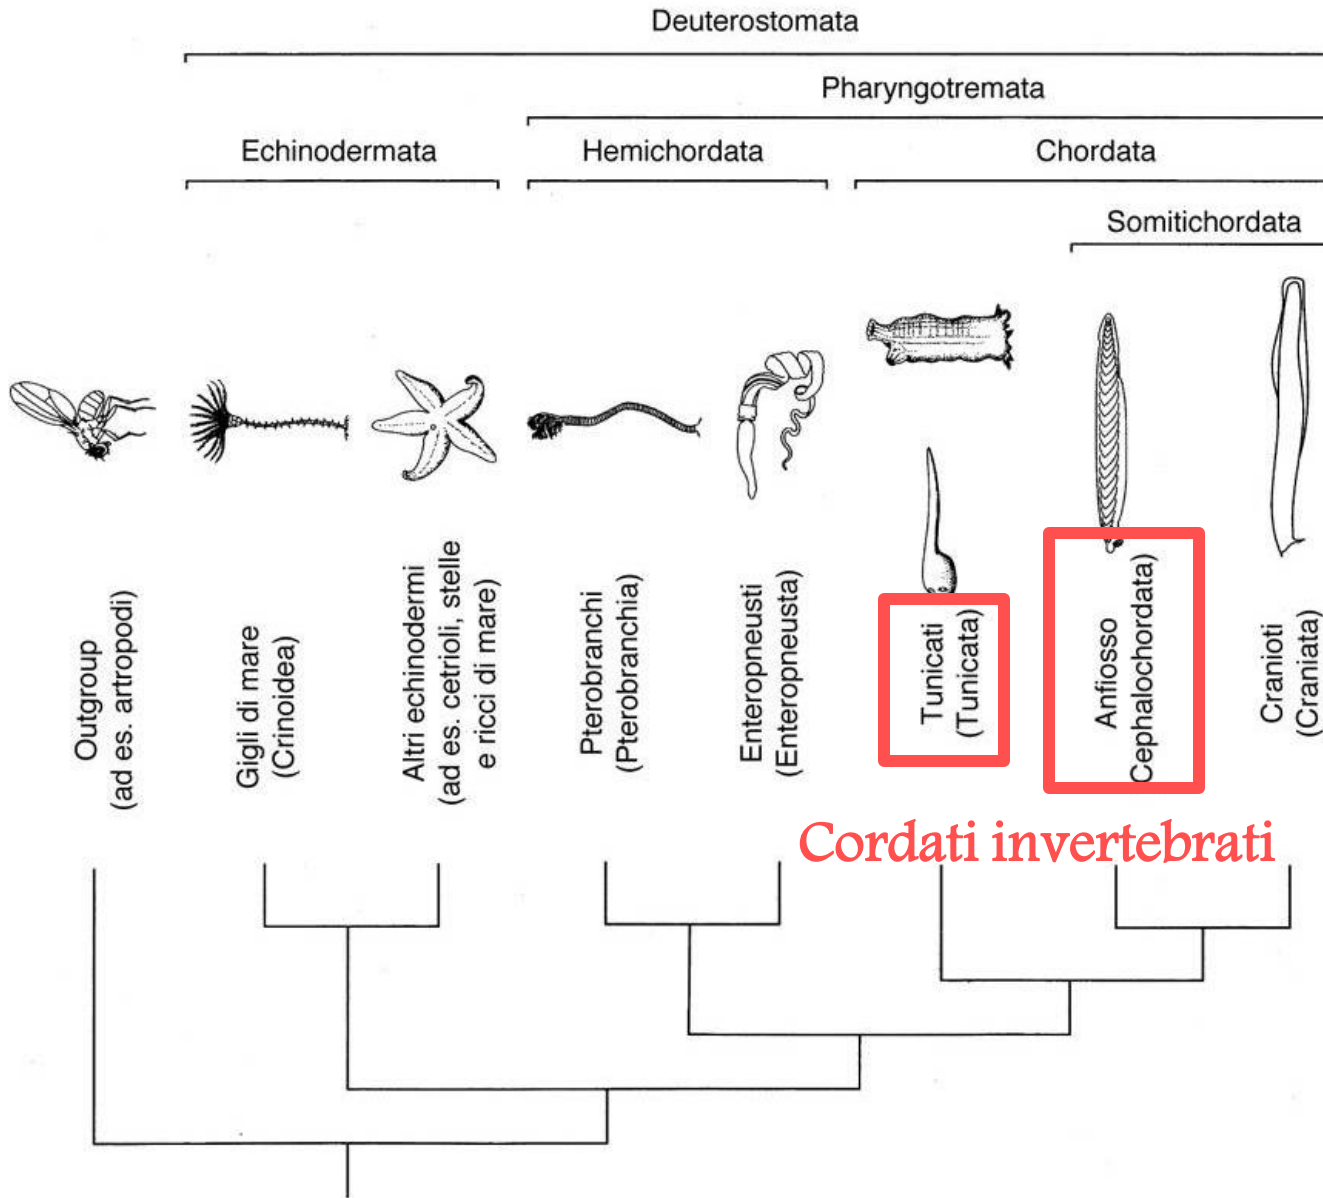 Deuterostomata
Pharyngotremata
Echinodermata
Hemichordata
Chordata
Somitichordata
Outgroup
(ad es. artropodi)
Gigli di mare
(Crinoidea)
Altri echinodermi
(ad es. cetrioli, stelle
e ricci di mare)
Pterobranchi
(Pterobranchia)
Enteropneusti
(Enteropneusta)
Tunicati
(Tunicata)
Anfiosso
Cephalochordata)
Cranioti
(Craniata)
Cordati invertebrati